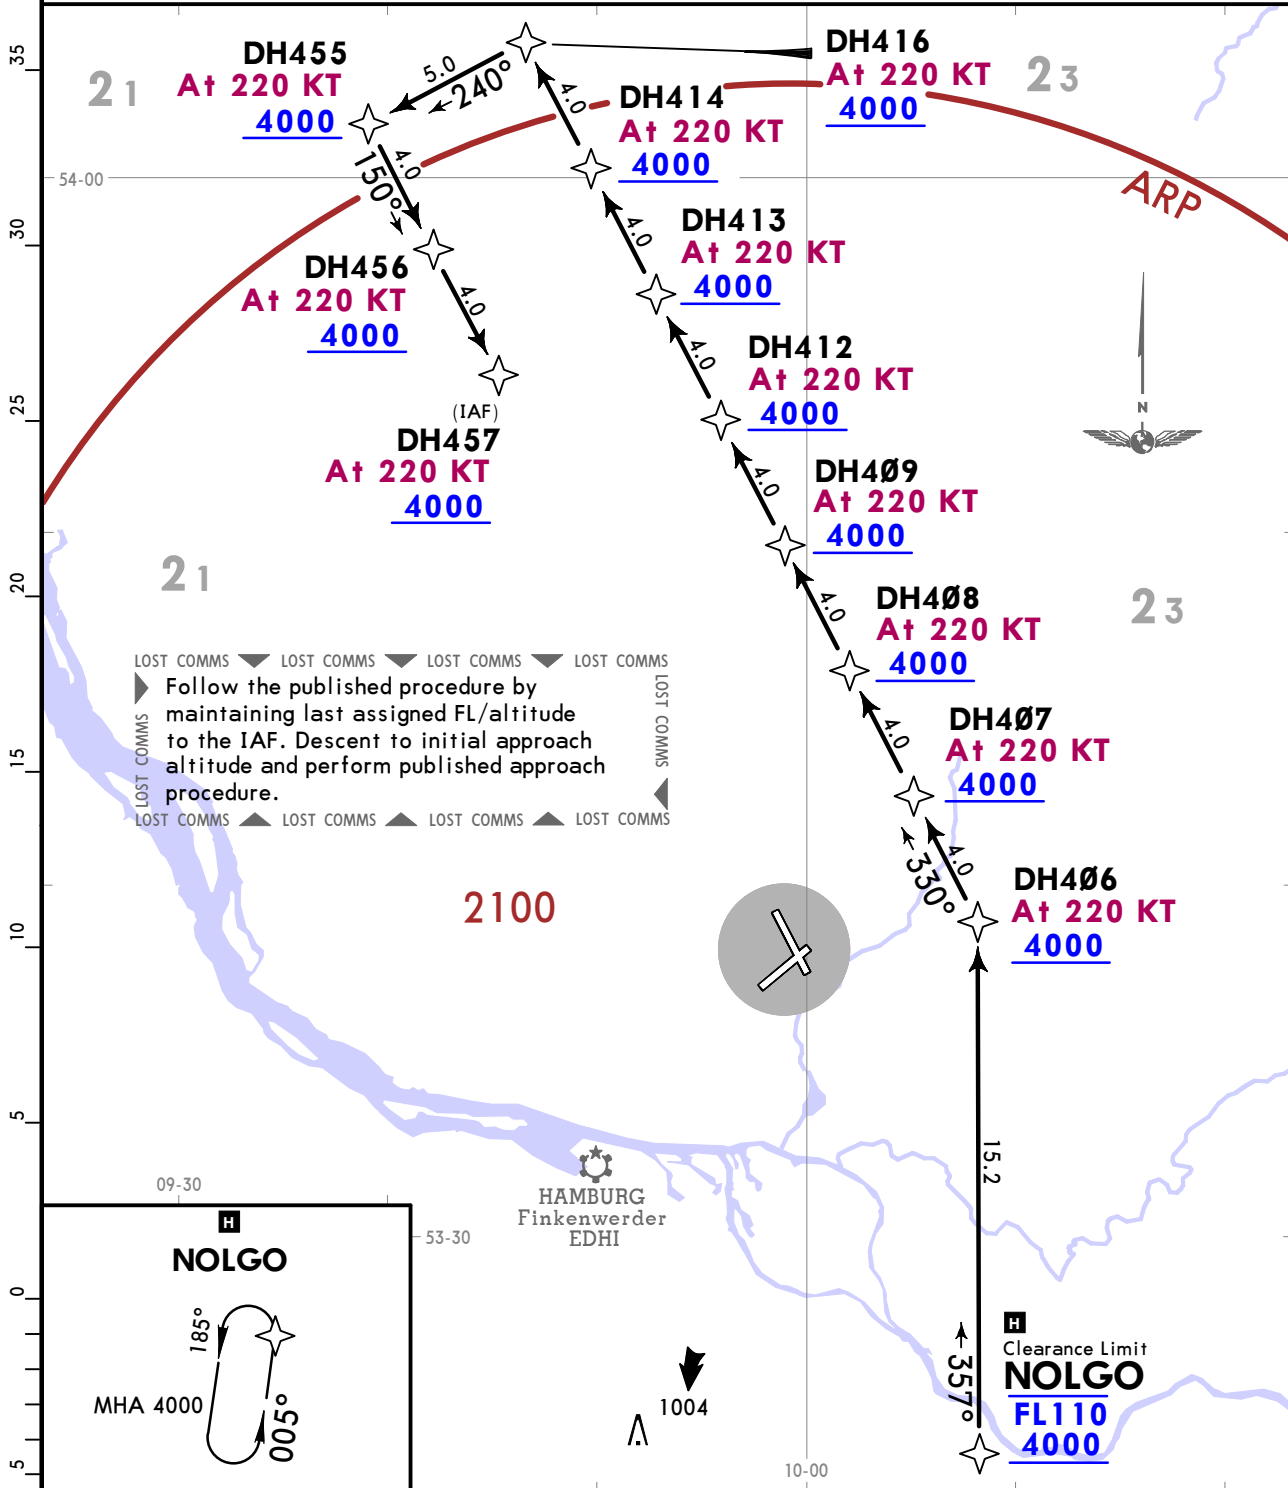 35
30
25
20
15
10
5
0
5
21
23
21
23
DH455
At 220 KT
4000
5.0
240°
DH416
At 220 KT
4000
4.0
DH414
At 220 KT
4000
54-00
150°
4.0
ARP
4.0
DH413
At 220 KT
4000
DH456
At 220 KT
4000
4.0
4.0
DH412
At 220 KT
4000
(IAF)
DH457
At 220 KT
4000
N
4.0
DH4Ø9
At 220 KT
4000
4.0
DH4Ø8
At 220 KT
4000
LOST COMMS LOST COMMS LOST COMMS LOST COMMS
LOST COMMS
LOST COMMS
Follow the published procedure by
maintaining last assigned FL/altitude
to the IAF. Descent to initial approach
altitude and perform published approach
procedure.
LOST COMMS LOST COMMS LOST COMMS LOST COMMS
4.0
DH4Ø7
At 220 KT
4000
4.0
330°
DH4Ø6
At 220 KT
4000
2100
15.2
HAMBURG
Finkenwerder
EDHI
09-30
53-30
H
NOLGO
185°
MHA 4000
005°
1004
10-00
357°
H
Clearance Limit
NOLGO
FL110
4000